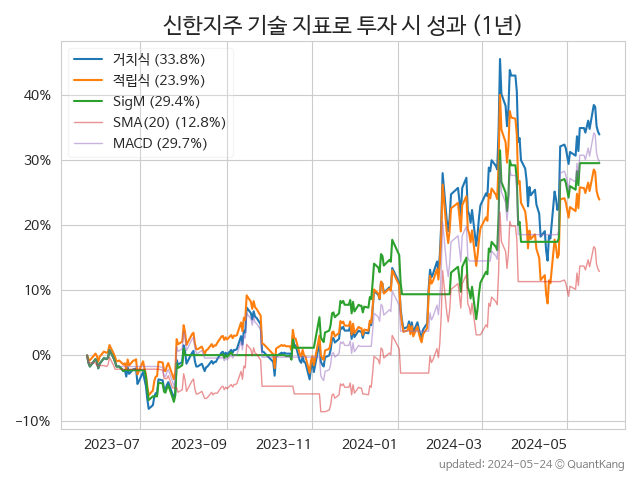 신한지주 기술 지표로 투자 시 성과 (1년)
거치식 (33.8%)
적립식 (23.9%)
SigM (29.4%)
SMA(20) (12.8%)
MACD (29.7%)
40%
30%
20%
10%
0%
−10%
2023-07 2023-09 2023-11 2024-01 2024-03 2024-05
updated: 2024-05-24 © QuantKang